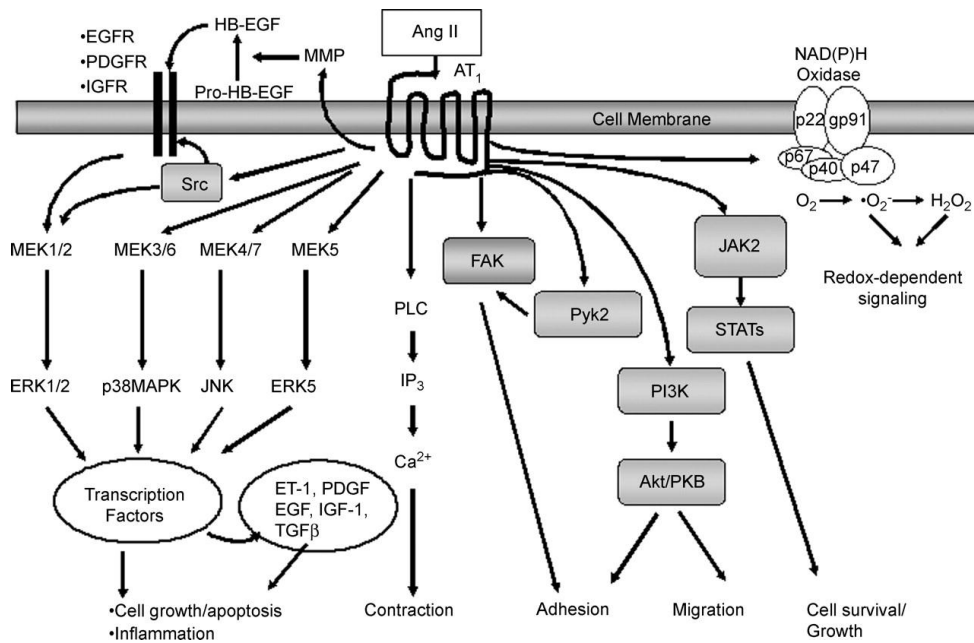 •EGFR
•PDGFR
•IGFR
HB-EGF
MMP
Pro-HB-EGF
Ang II
AT₁
NAD(P)H
Oxidase
Cell Membrane
p22
gp91
p67
p40
p47
O₂
•O₂⁻
H₂O₂
Redox-dependent
signaling
Src
MEK1/2
MEK3/6
MEK4/7
MEK5
FAK
Pyk2
JAK2
STATs
PLC
IP₃
Ca²⁺
PI3K
Akt/PKB
ERK1/2
p38MAPK
JNK
ERK5
Transcription
Factors
ET-1, PDGF
EGF, IGF-1,
TGFβ
•Cell growth/apoptosis
•Inflammation
Contraction
Adhesion
Migration
Cell survival/
Growth